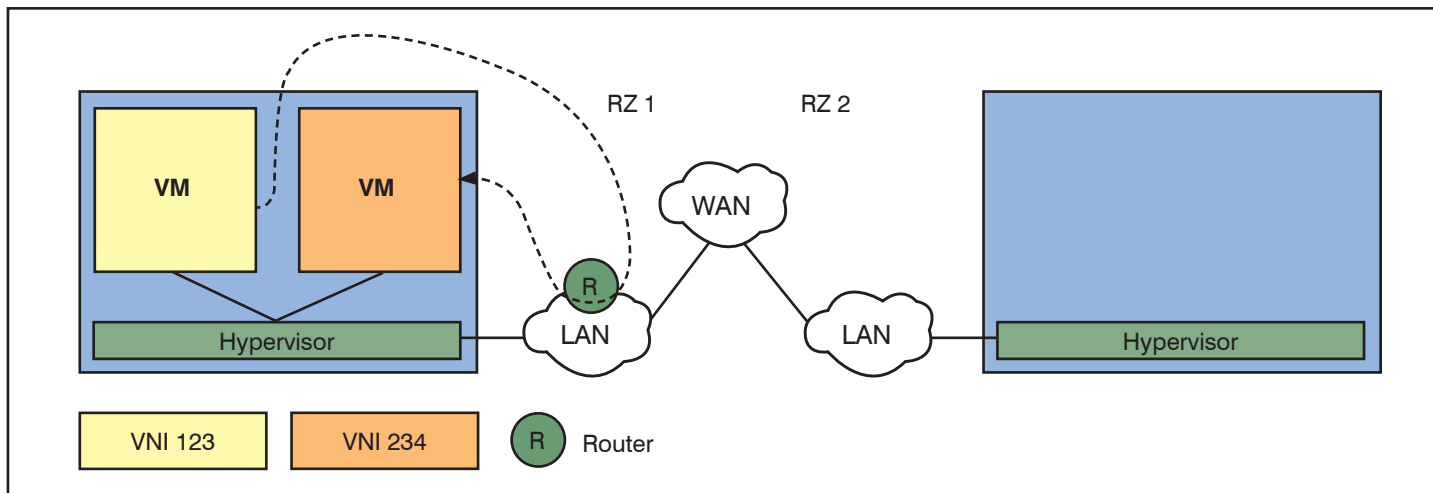 RZ 1
RZ 2
VM
VM
WAN
R
LAN
LAN
Hypervisor
Hypervisor
VNI 123
VNI 234
R
Router